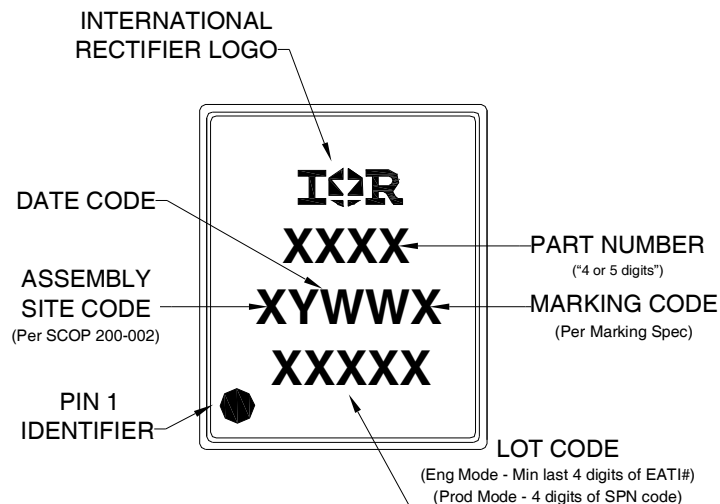 INTERNATIONAL
RECTIFIER LOGO
IOR
DATE CODE
XXXX
PART NUMBER
("4 or 5 digits")
ASSEMBLY
SITE CODE
(Per SCOP 200-002)
XYWWX
MARKING CODE
(Per Marking Spec)
XXXXX
PIN 1
IDENTIFIER
LOT CODE
(Eng Mode - Min last 4 digits of EATI#)
(Prod Mode - 4 digits of SPN code)